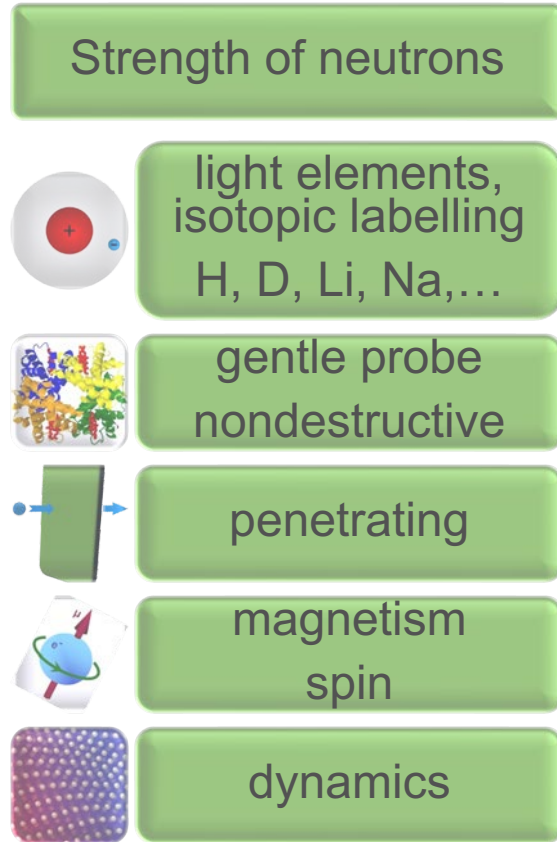 Strength of neutrons
light elements,
isotopic labelling
H, D, Li, Na,…
gentle probe
nondestructive
penetrating
magnetism
spin
dynamics